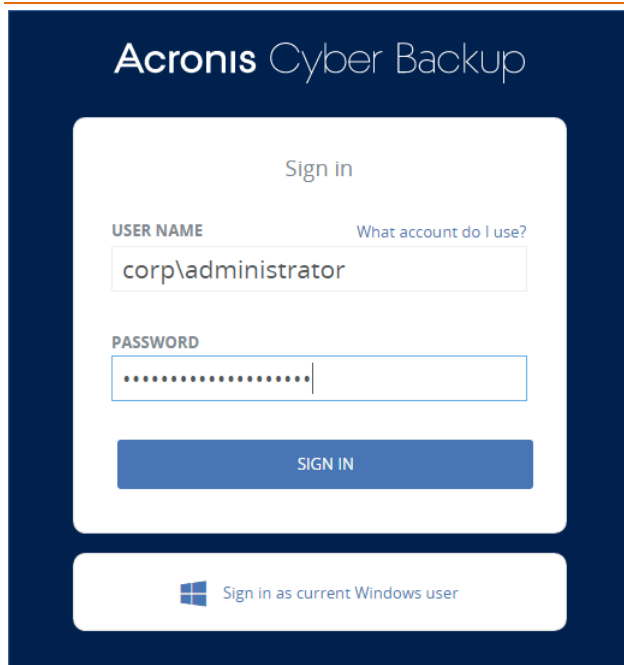 Acronis Cyber Backup
Sign in
USER NAME What account do I use?
corp\administrator
PASSWORD
••••••••••••••••••••
SIGN IN
Sign in as current Windows user